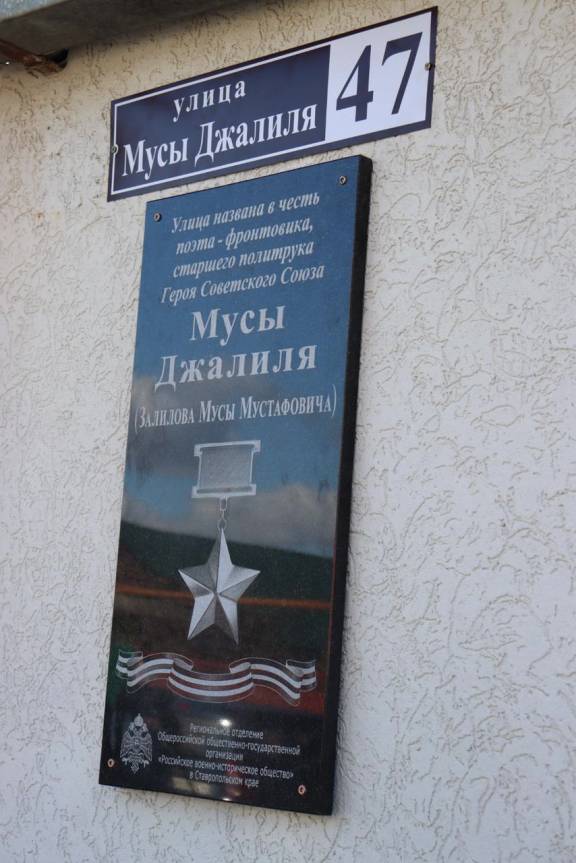 улица
Мусы Джалиля
47
Улица названа в честь
поэта - фронтовика,
старшего политрука
Героя Советского Союза
Мусы
Джалиля
(Залилова Мусы Мустафовича)
Региональное отделение
Общероссийской общественно-государственной
организации
«Российское военно-историческое общество»
в Ставропольском крае